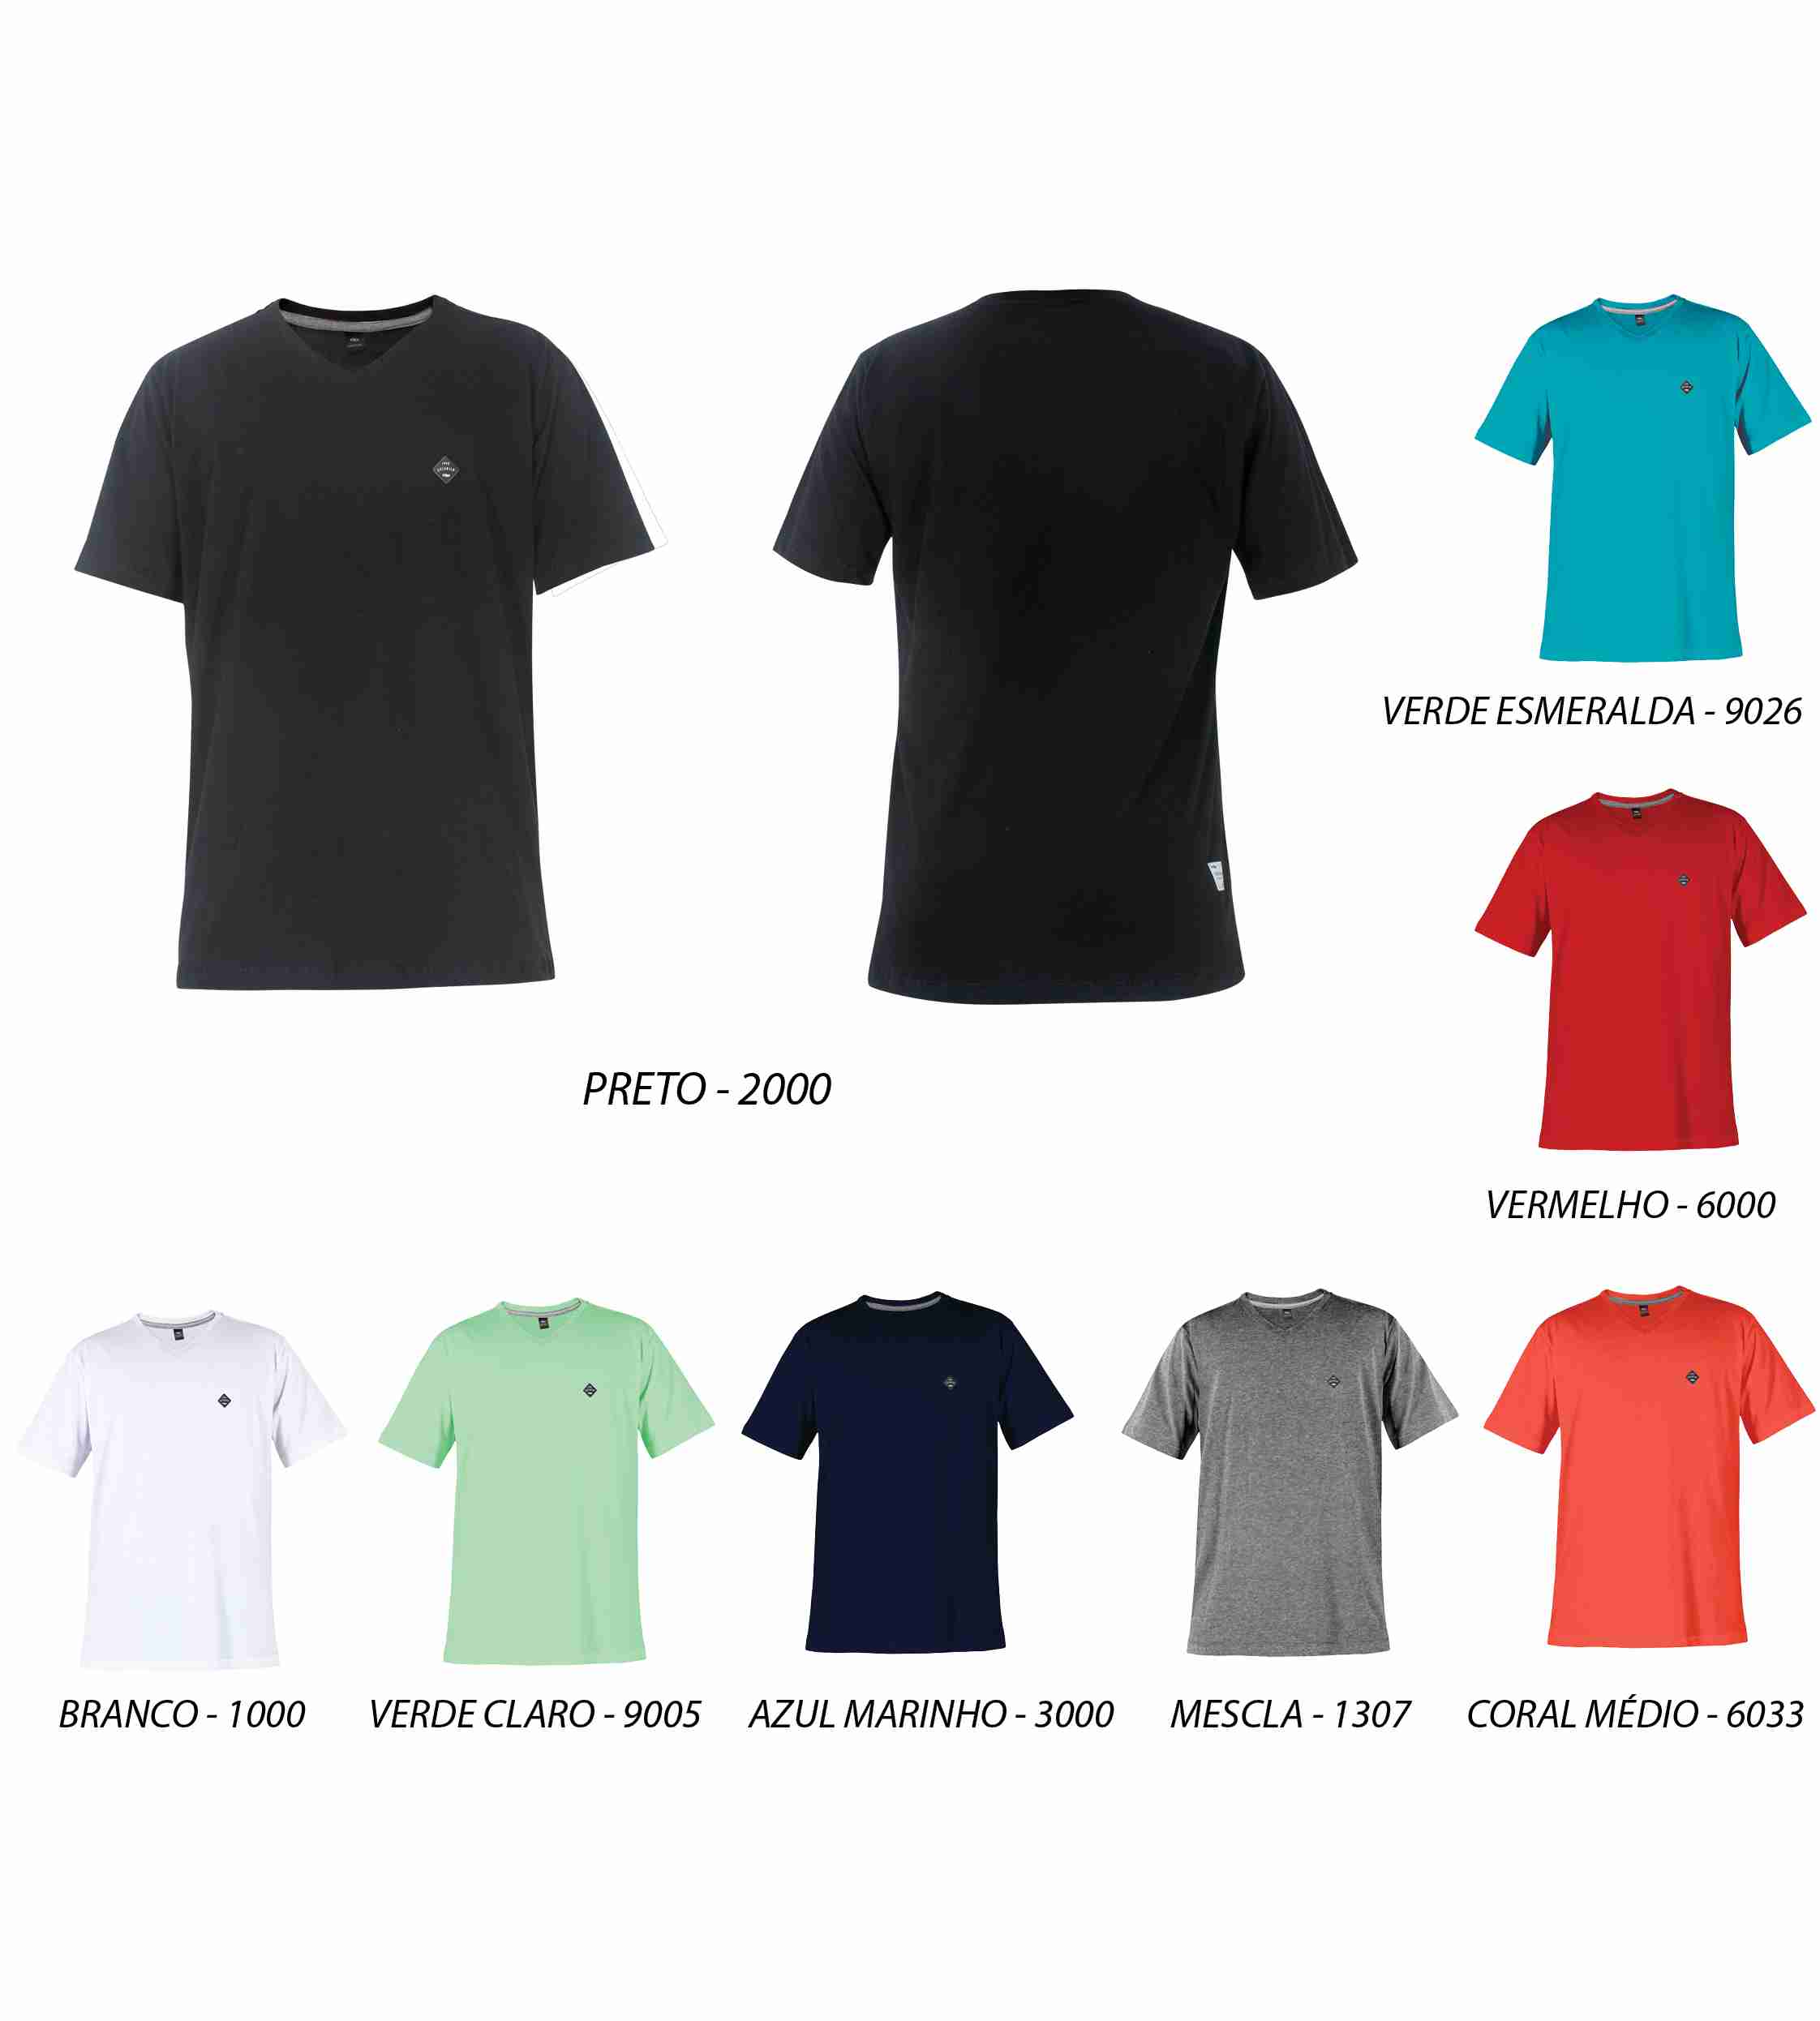 VERDE ESMERALDA - 9026
PRETO - 2000
VERMELHO - 6000
BRANCO - 1000
VERDE CLARO - 9005
AZUL MARINHO - 3000
MESCLA - 1307
CORAL MÉDIO - 6033